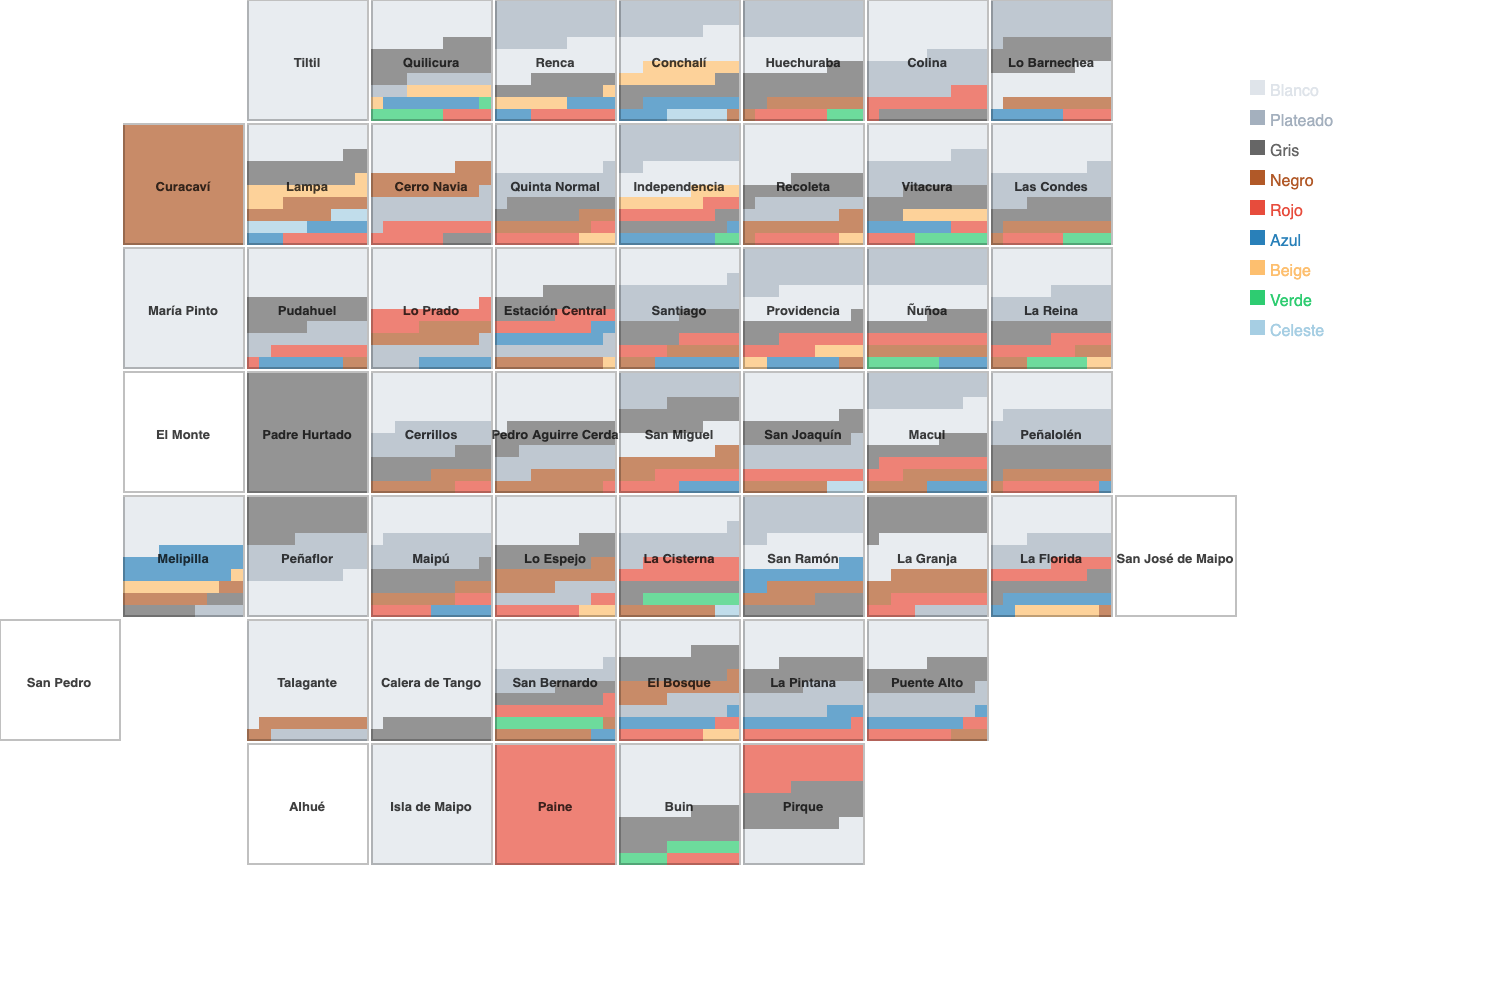 Tiltil
Quilicura
Renca
Conchalí
Huechuraba
Colina
Lo Barnechea
Blanco
Plateado
Gris
Negro
Rojo
Azul
Beige
Verde
Celeste
Curacaví
Lampa
Cerro Navia
Quinta Normal
Independencia
Recoleta
Vitacura
Las Condes
María Pinto
Pudahuel
Lo Prado
Estación Central
Santiago
Providencia
Ñuñoa
La Reina
El Monte
Padre Hurtado
Cerrillos
Pedro Aguirre Cerda
San Miguel
San Joaquín
Macul
Peñalolén
Melipilla
Peñaflor
Maipú
Lo Espejo
La Cisterna
San Ramón
La Granja
La Florida
San José de Maipo
San Pedro
Talagante
Calera de Tango
San Bernardo
El Bosque
La Pintana
Puente Alto
Alhué
Isla de Maipo
Paine
Buin
Pirque